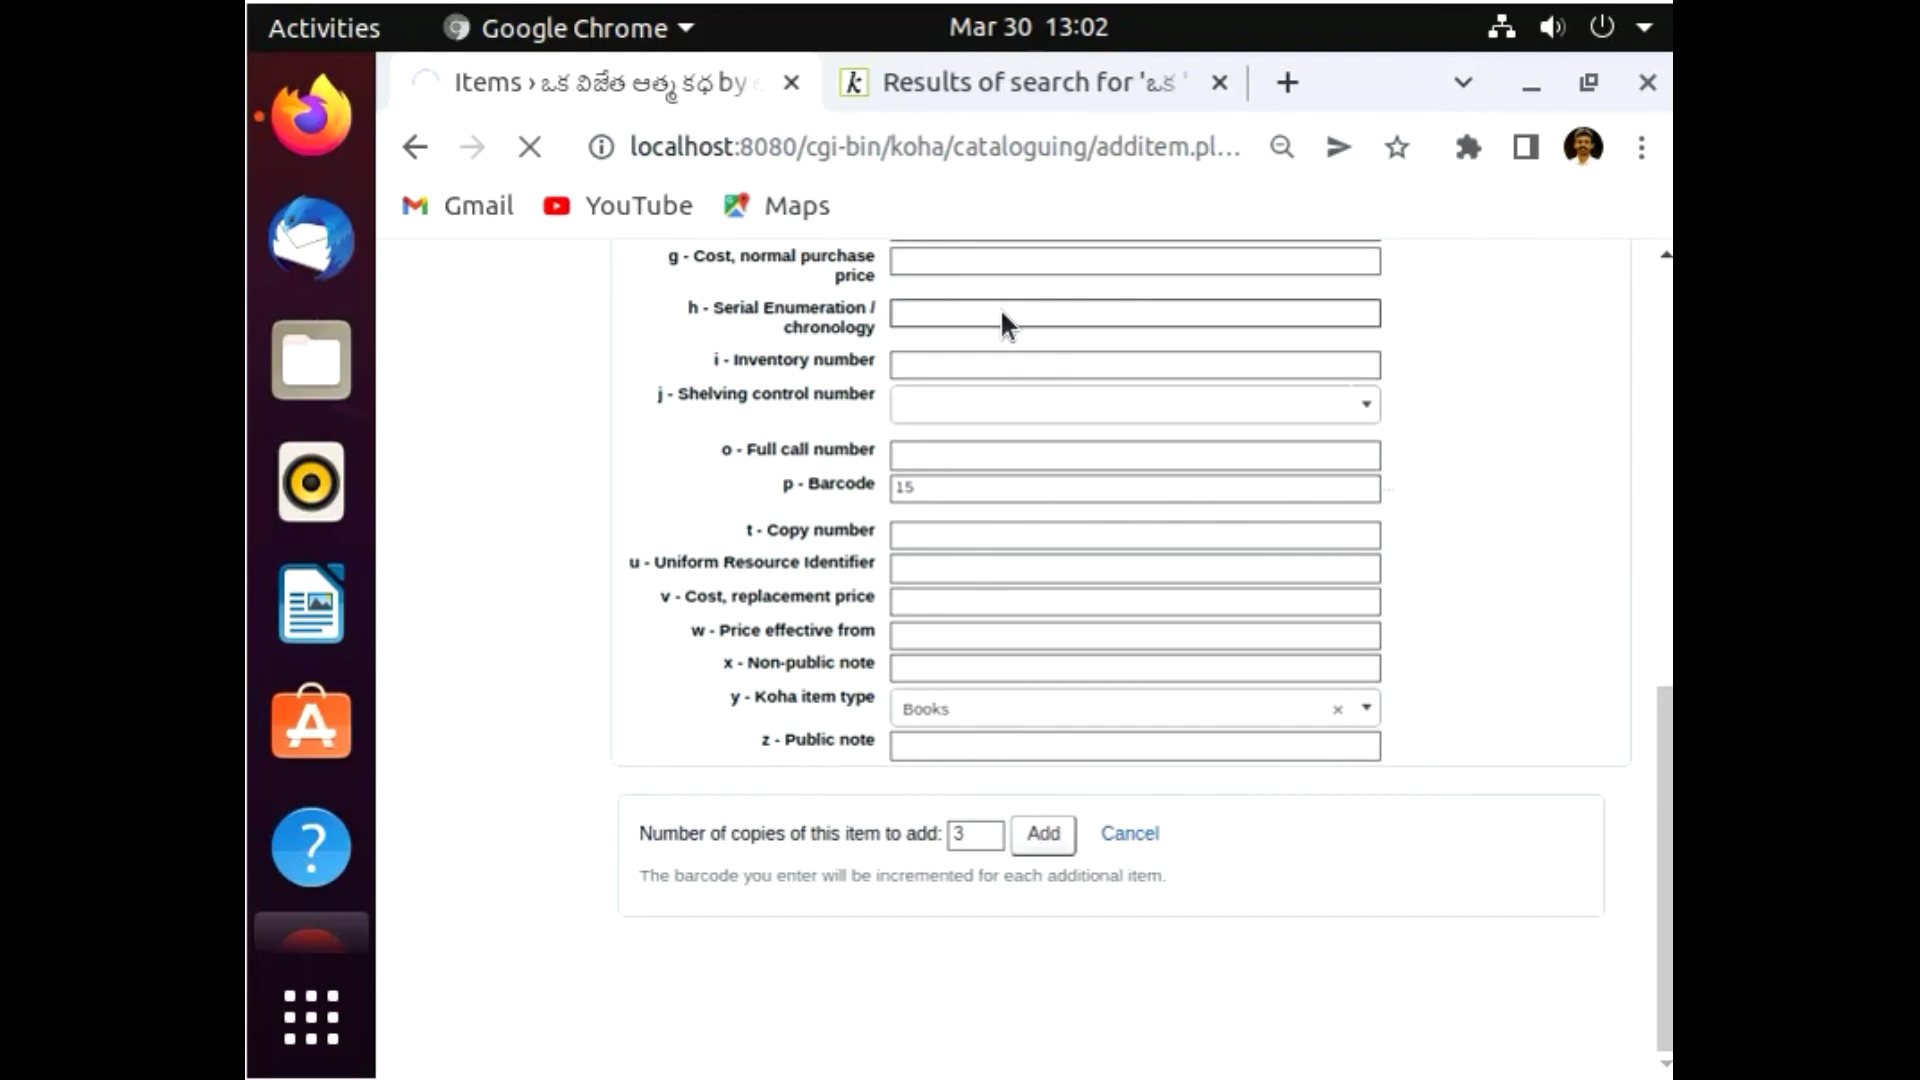 Activities Google Chrome Mar 30 13:02
Items › ఒక విజేత ఆత్మ కథ by Results of search for 'ఒక '
localhost:8080/cgi-bin/koha/cataloguing/additem.pl...
Gmail YouTube Maps
g - Cost, normal purchase
price
h - Serial Enumeration /
chronology
i - Inventory number
j - Shelving control number
o - Full call number
p - Barcode 15
t - Copy number
u - Uniform Resource Identifier
v - Cost, replacement price
w - Price effective from
x - Non-public note
y - Koha item type Books
z - Public note
Number of copies of this item to add: 3 Add Cancel
The barcode you enter will be incremented for each additional item.